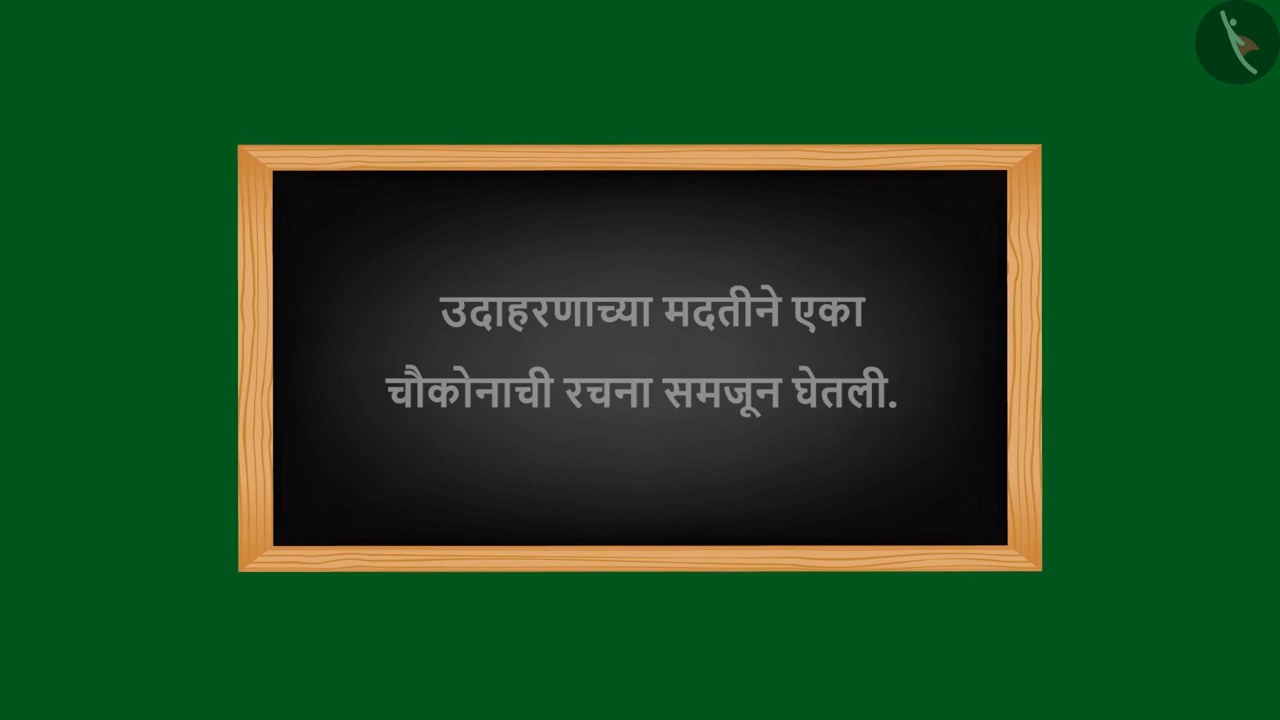 उदाहरणाच्या मदतीने एका
चौकोनाची रचना समजून घेतली.